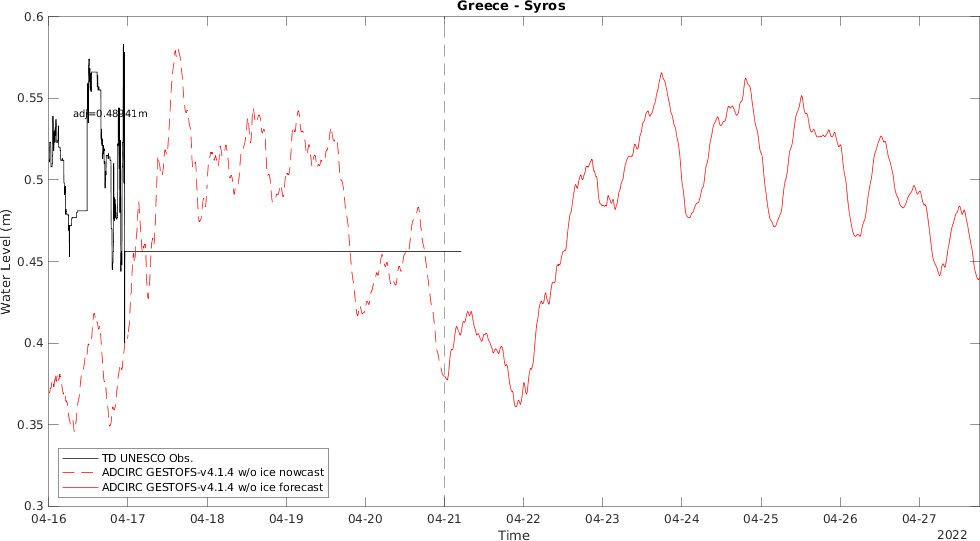 Greece - Syros
0.6
0.55
0.5
0.45
0.4
0.35
0.3
Water Level (m)
adj=0.48941m
TD UNESCO Obs.
ADCIRC GESTOFS-v4.1.4 w/o ice nowcast
ADCIRC GESTOFS-v4.1.4 w/o ice forecast
04-16 04-17 04-18 04-19 04-20 04-21 04-22 04-23 04-24 04-25 04-26 04-27
Time
2022